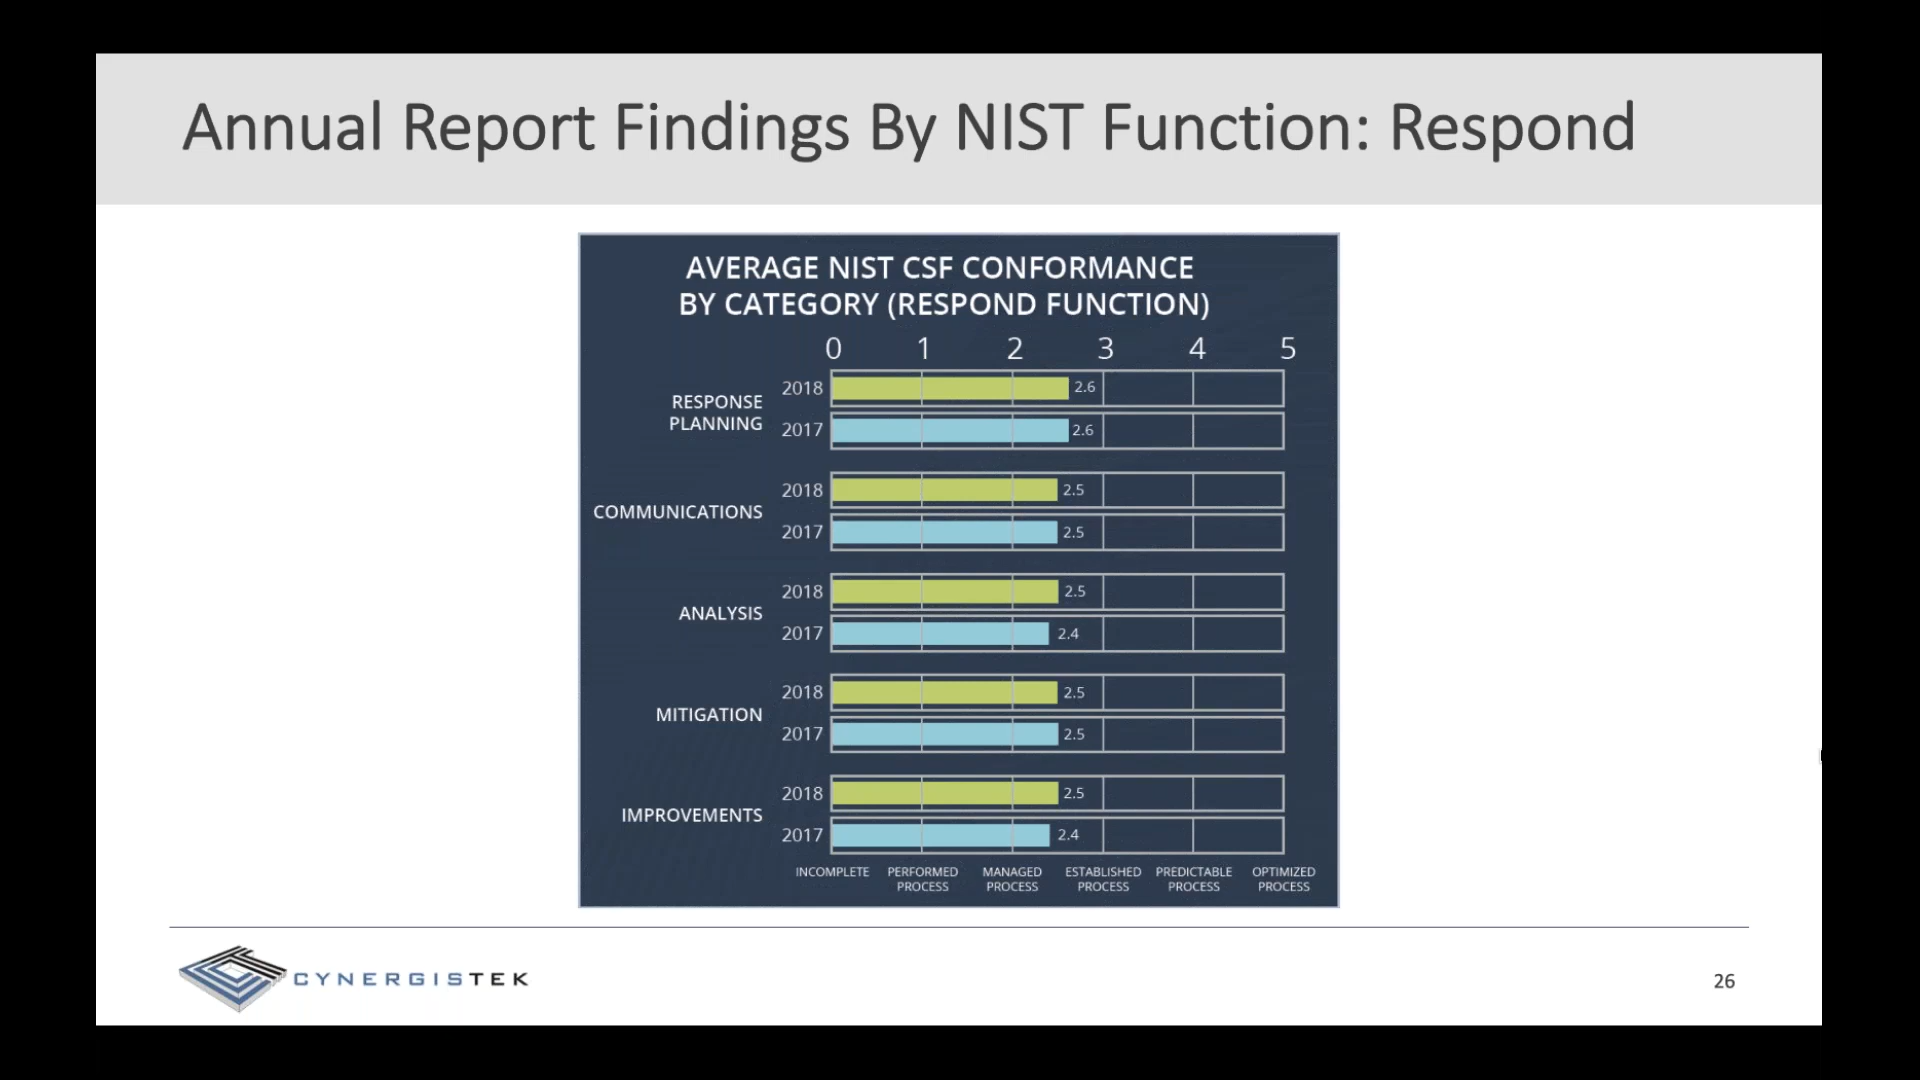 Annual Report Findings By NIST Function: Respond
AVERAGE NIST CSF CONFORMANCE
BY CATEGORY (RESPOND FUNCTION)
0 1 2 3 4 5
RESPONSE
PLANNING
2018 2.6
2017 2.6
COMMUNICATIONS
2018 2.5
2017 2.5
ANALYSIS
2018 2.5
2017 2.4
MITIGATION
2018 2.5
2017 2.5
IMPROVEMENTS
2018 2.5
2017 2.4
INCOMPLETE PERFORMED MANAGED ESTABLISHED PREDICTABLE OPTIMIZED
PROCESS PROCESS PROCESS PROCESS PROCESS
CYNERGISTEK
26